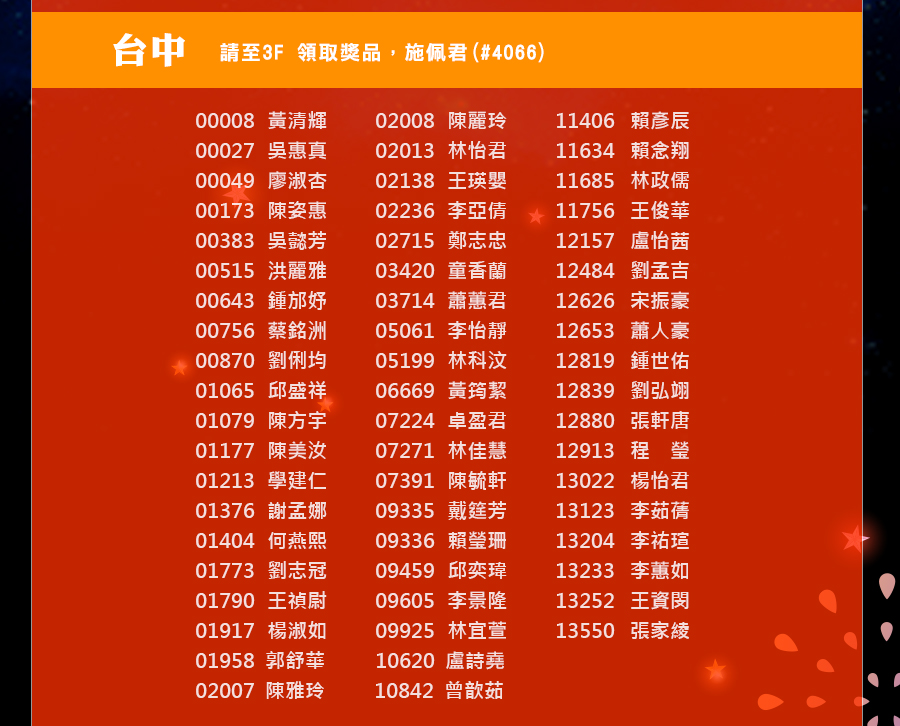 台中 請至3F 領取獎品，施佩君(#4066)
00008 黃清輝 02008 陳麗玲 11406 賴彥辰
00027 吳惠真 02013 林怡君 11634 賴念翔
00049 廖淑杏 02138 王瑛嬰 11685 林政儒
00173 陳姿惠 02236 李亞倩 11756 王俊華
00383 吳懿芳 02715 鄭志忠 12157 盧怡茜
00515 洪麗雅 03420 童香蘭 12484 劉孟吉
00643 鍾邡妤 03714 蕭蕙君 12626 宋振豪
00756 蔡銘洲 05061 李怡靜 12653 蕭人豪
00870 劉俐均 05199 林科汶 12819 鍾世佑
01065 邱盛祥 06669 黃筠絜 12839 劉弘翊
01079 陳方宇 07224 卓盈君 12880 張軒唐
01177 陳美汝 07271 林佳慧 12913 程　瑩
01213 學建仁 07391 陳毓軒 13022 楊怡君
01376 謝孟娜 09335 戴筳芳 13123 李茹蒨
01404 何燕熙 09336 賴瑩珊 13204 李祐瑄
01773 劉志冠 09459 邱奕瑋 13233 李蕙如
01790 王禎尉 09605 李景隆 13252 王資閔
01917 楊淑如 09925 林宜萱 13550 張家綾
01958 郭舒華 10620 盧詩堯
02007 陳雅玲 10842 曾歆茹